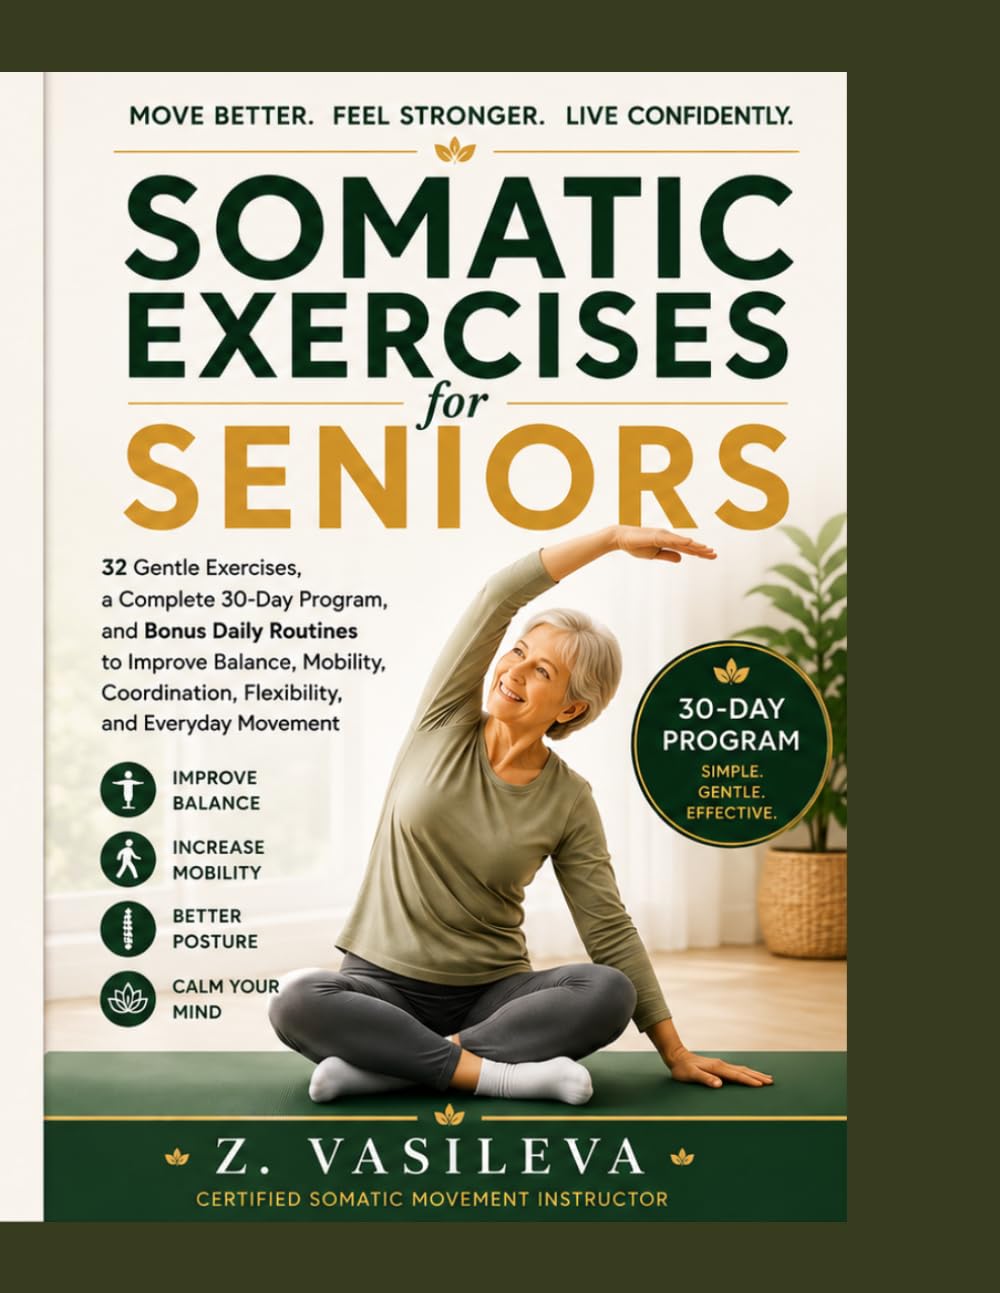 MOVE BETTER. FEEL STRONGER. LIVE CONFIDENTLY.
SOMATIC
EXERCISES
for
SENIORS
32 Gentle Exercises,
a Complete 30-Day Program,
and Bonus Daily Routines
to Improve Balance, Mobility,
Coordination, Flexibility,
and Everyday Movement
IMPROVE
BALANCE
INCREASE
MOBILITY
BETTER
POSTURE
CALM YOUR
MIND
30-DAY
PROGRAM
SIMPLE.
GENTLE.
EFFECTIVE.
Z. VASILEVA
CERTIFIED SOMATIC MOVEMENT INSTRUCTOR